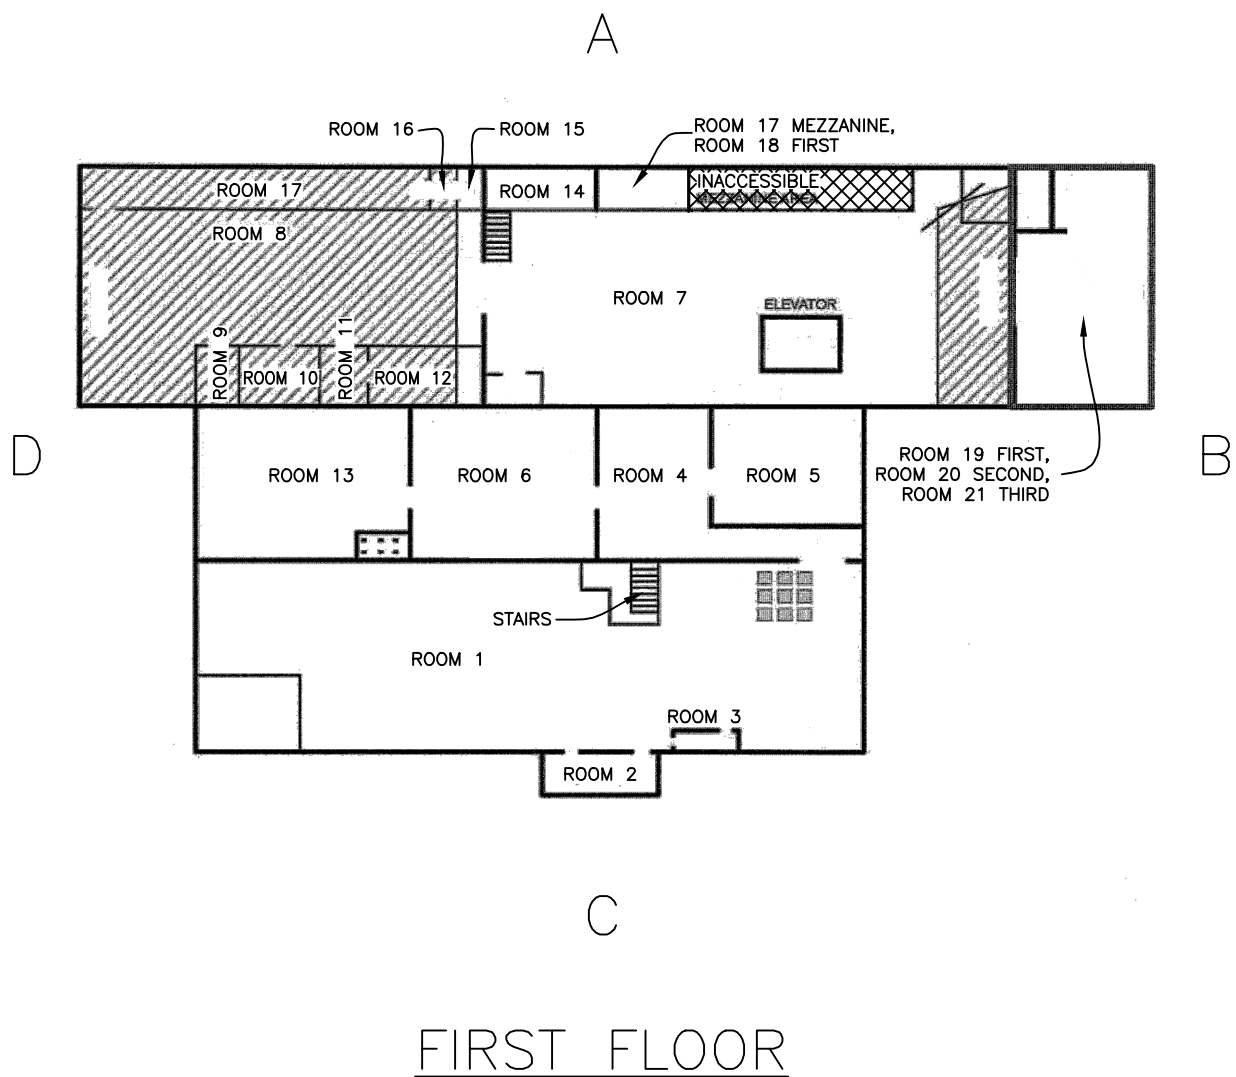 A
ROOM 16
ROOM 15
ROOM 17 MEZZANINE,
ROOM 18 FIRST
ROOM 17
ROOM 14
INACCESSIBLE
MEZZANINE AREA
ROOM 8
ROOM 7
ELEVATOR
ROOM 9
ROOM 10
ROOM 11
ROOM 12
D
B
ROOM 13
ROOM 6
ROOM 4
ROOM 5
ROOM 19 FIRST,
ROOM 20 SECOND,
ROOM 21 THIRD
STAIRS
ROOM 1
ROOM 3
ROOM 2
C
FIRST FLOOR